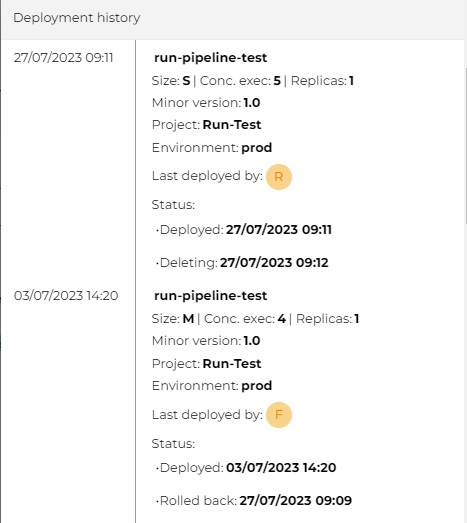 Deployment history
27/07/2023 09:11
run-pipeline-test
Size: S | Conc. exec: 5 | Replicas: 1
Minor version: 1.0
Project: Run-Test
Environment: prod
Last deployed by: R
Status:
·Deployed: 27/07/2023 09:11
·Deleting: 27/07/2023 09:12
03/07/2023 14:20
run-pipeline-test
Size: M | Conc. exec: 4 | Replicas: 1
Minor version: 1.0
Project: Run-Test
Environment: prod
Last deployed by: F
Status:
·Deployed: 03/07/2023 14:20
·Rolled back: 27/07/2023 09:09